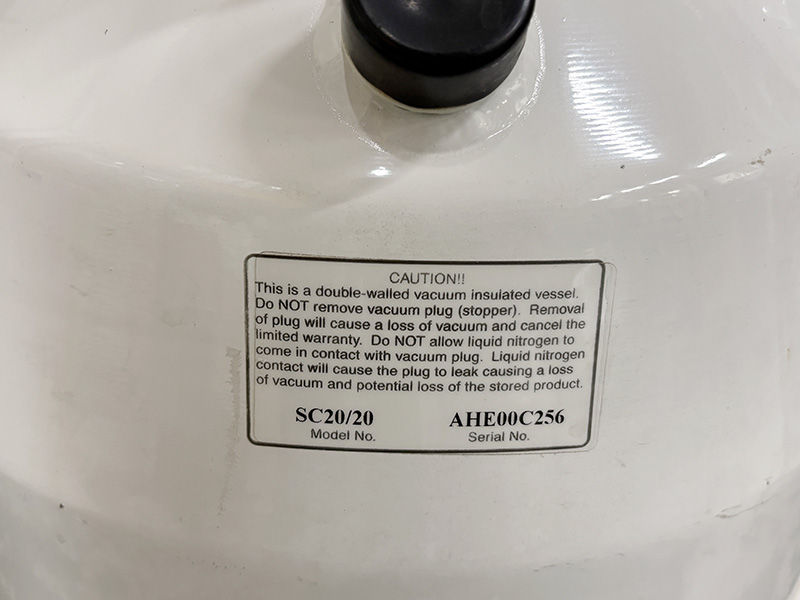 CAUTION!!
This is a double-walled vacuum insulated vessel.
Do NOT remove vacuum plug (stopper).  Removal
of plug will cause a loss of vacuum and cancel the
limited warranty.  Do NOT allow liquid nitrogen to
come in contact with vacuum plug.  Liquid nitrogen
contact will cause the plug to leak causing a loss
of vacuum and potential loss of the stored product.
SC20/20 AHE00C256
Model No. Serial No.